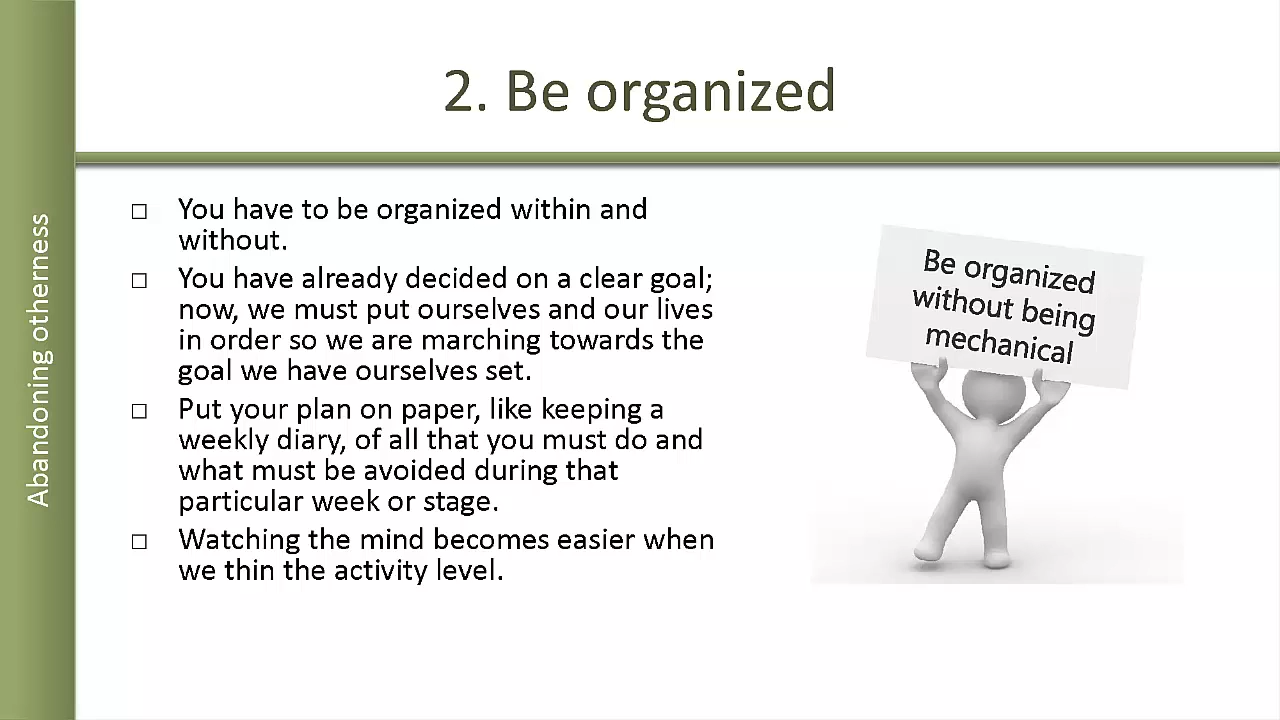 2. Be organized
Abandoning otherness
□ You have to be organized within and
without.
□ You have already decided on a clear goal;
now, we must put ourselves and our lives
in order so we are marching towards the
goal we have ourselves set.
□ Put your plan on paper, like keeping a
weekly diary, of all that you must do and
what must be avoided during that
particular week or stage.
□ Watching the mind becomes easier when
we thin the activity level.
Be organized
without being
mechanical